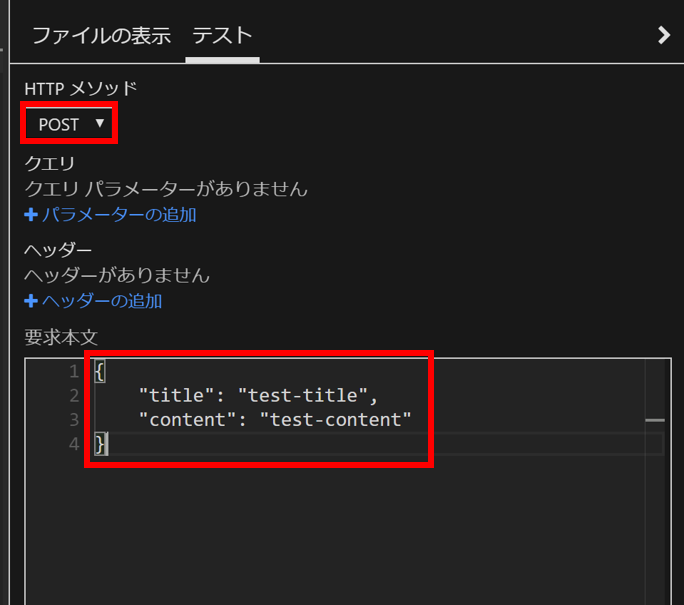 ファイルの表示 テスト
HTTP メソッド
POST
クエリ
クエリ パラメーターがありません
パラメーターの追加
ヘッダー
ヘッダーがありません
ヘッダーの追加
要求本文
1 {
2 "title": "test-title",
3 "content": "test-content"
4 }